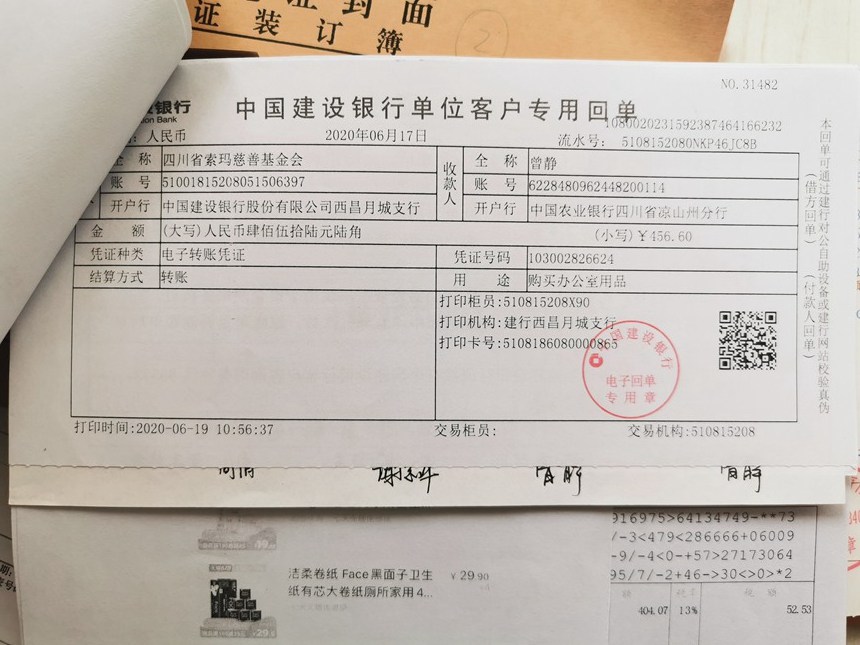 证封面
证装订簿
2
NO.31482
设银行
ion Bank
中国建设银行单位客户专用回单
1080020231592387464166232
人民币
2020年06月17日
流水号: 5108152080NKP46JC8B
全称 四川省索玛慈善基金会
收款人
全称 曾静
账号 51001815208051506397
账号 6228480962448200114
开户行 中国建设银行股份有限公司西昌月城支行
开户行 中国农业银行四川省凉山州分行
金额 (大写)人民币肆佰伍拾陆元陆角
(小写)￥456.60
凭证种类 电子转账凭证
凭证号码 103002826624
结算方式 转账
用途 购买办公室用品
打印柜员:510815208X90
打印机构:建行西昌月城支行
打印卡号:5108186080000865
中国建设银行
电子回单
专用章
打印时间:2020-06-19 10:56:37
交易柜员:
交易机构:510815208
本回单可通过建行对公自助设备或建行网站校验真伪
(借方回单)
(付款人回单)
916975>64134749-**73
/-3<479<286666+06009
-9/-4<0-+57>27173064
95/7/-2+46->30<>0>*2
洁柔卷纸 Face黑面子卫生
纸有芯大卷纸厕所家用4...
¥29.90
404.07 13% 52.53